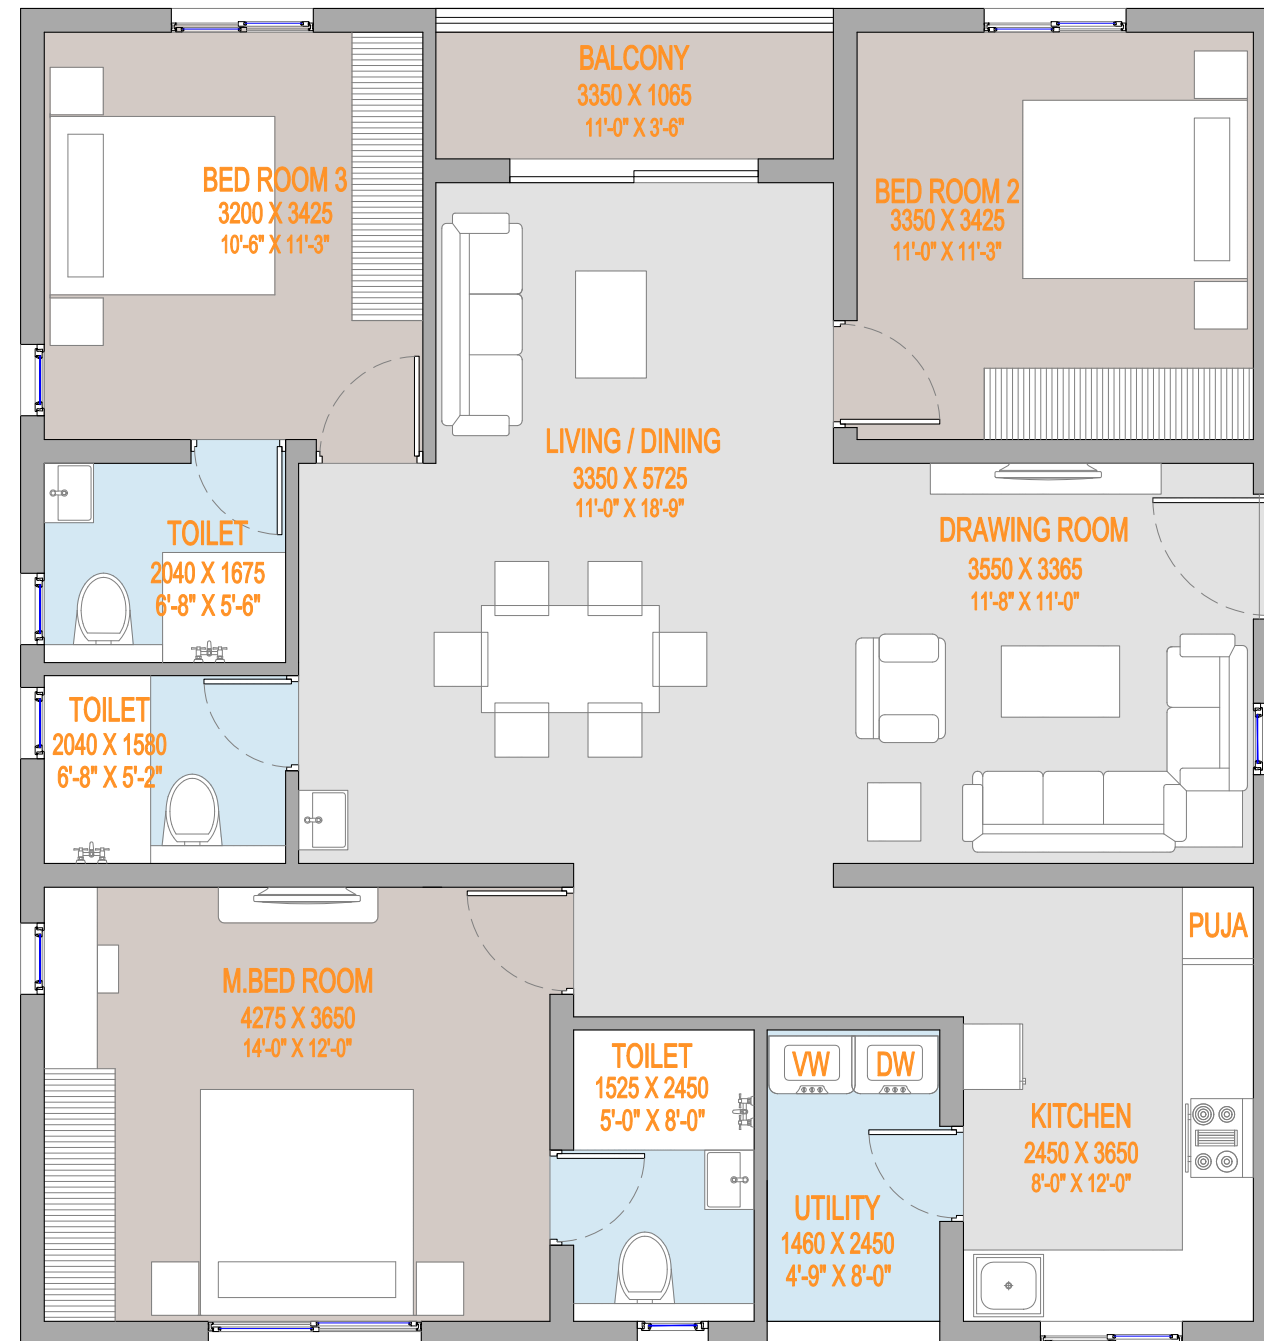 BALCONY
3350 X 1065
11'-0" X 3'-6"
BED ROOM 3
3200 X 3425
10'-6" X 11'-3"
BED ROOM 2
3350 X 3425
11'-0" X 11'-3"
LIVING / DINING
3350 X 5725
11'-0" X 18'-9"
TOILET
2040 X 1675
6'-8" X 5'-6"
DRAWING ROOM
3550 X 3365
11'-8" X 11'-0"
TOILET
2040 X 1580
6'-8" X 5'-2"
PUJA
M.BED ROOM
4275 X 3650
14'-0" X 12'-0"
TOILET
1525 X 2450
5'-0" X 8'-0"
VW
DW
KITCHEN
2450 X 3650
8'-0" X 12'-0"
UTILITY
1460 X 2450
4'-9" X 8'-0"